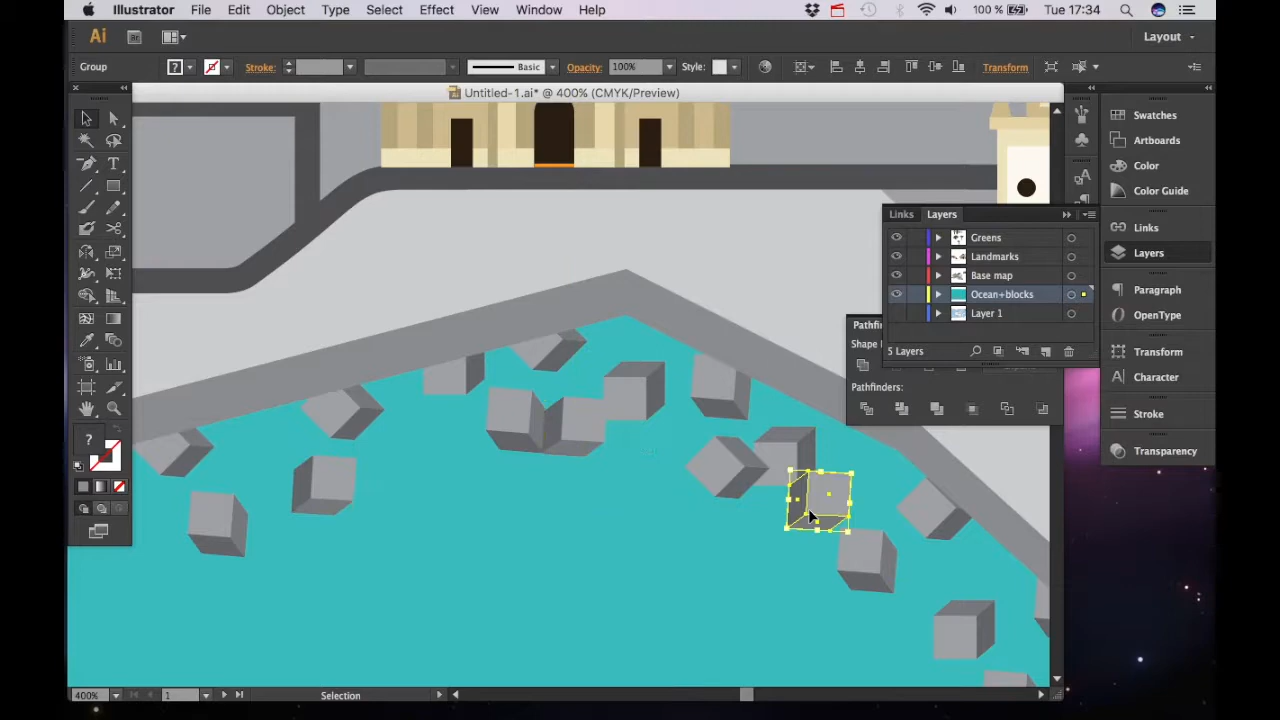 Illustrator File Edit Object Type Select Effect View Window Help 100 % Tue 17:34
Ai Br Layout
Group ? Stroke: Basic Opacity: 100% Style: Transform
Untitled-1.ai* @ 400% (CMYK/Preview)
Swatches
Artboards
Color
Color Guide
Links
Layers
Paragraph
OpenType
Transform
Character
Stroke
Transparency
Links Layers
Greens
Landmarks
Base map
Ocean+blocks
Layer 1
5 Layers
Shape
Pathfinders:
?
400% 1 Selection